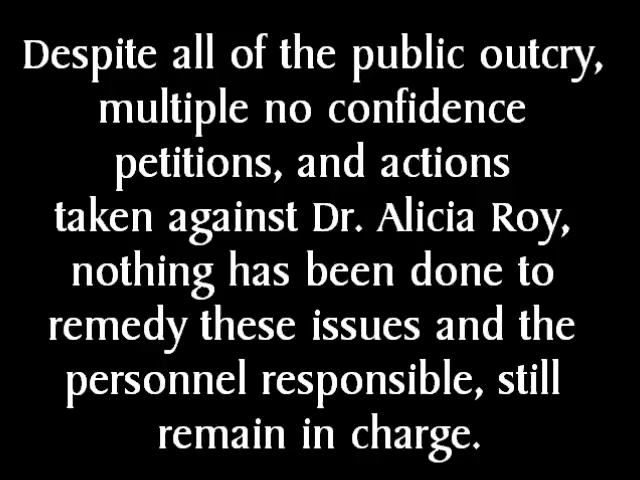 Despite all of the public outcry,
multiple no confidence
petitions, and actions
taken against Dr. Alicia Roy,
nothing has been done to
remedy these issues and the
personnel responsible, still
remain in charge.